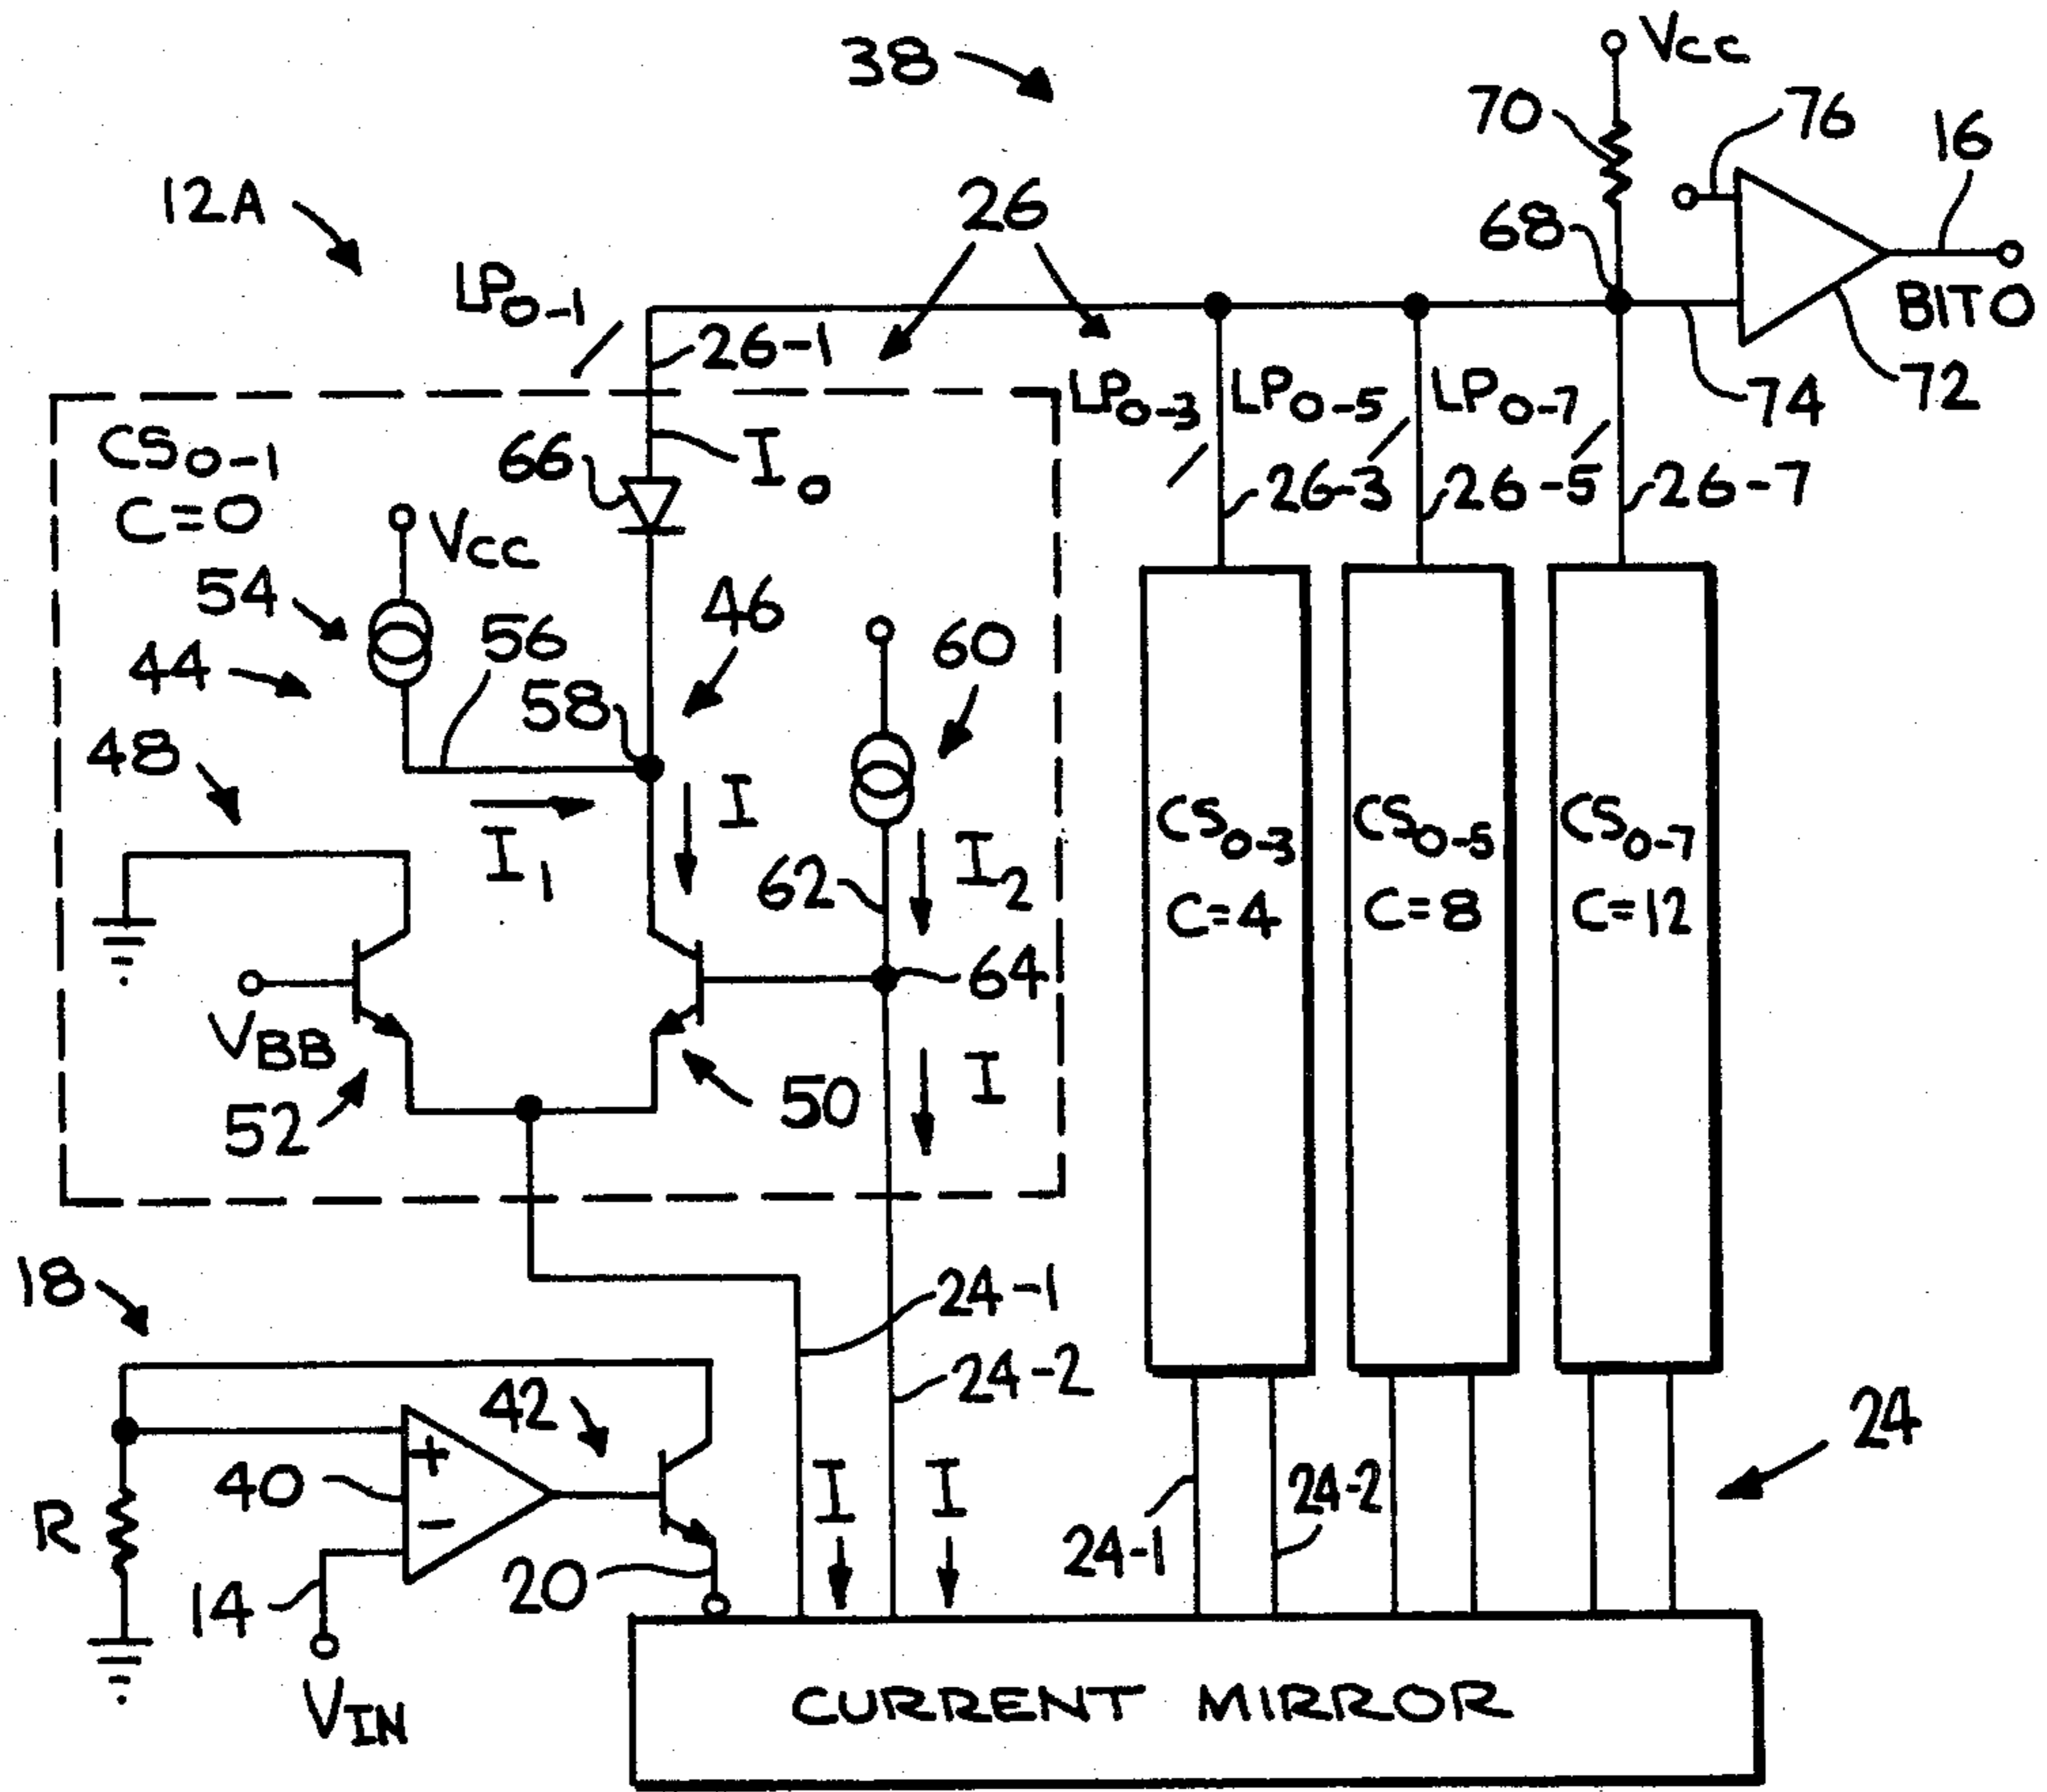 38
VCC
70
76
16
12A
26
68
LP0-1
26-1
BIT0
LP0-3
LP0-5
LP0-7
74
72
CS0-1
C=0
66
I0
26-3
26-5
26-7
VCC
54
56
46
60
44
58
48
I
I1
62
I2
CS0-3
C=4
CS0-5
C=8
CS0-7
C=12
64
VBB
52
50
I
18
24-1
24-2
42
24
+
40
-
R
I
I
24-2
24-1
20
14
VIN
CURRENT MIRROR